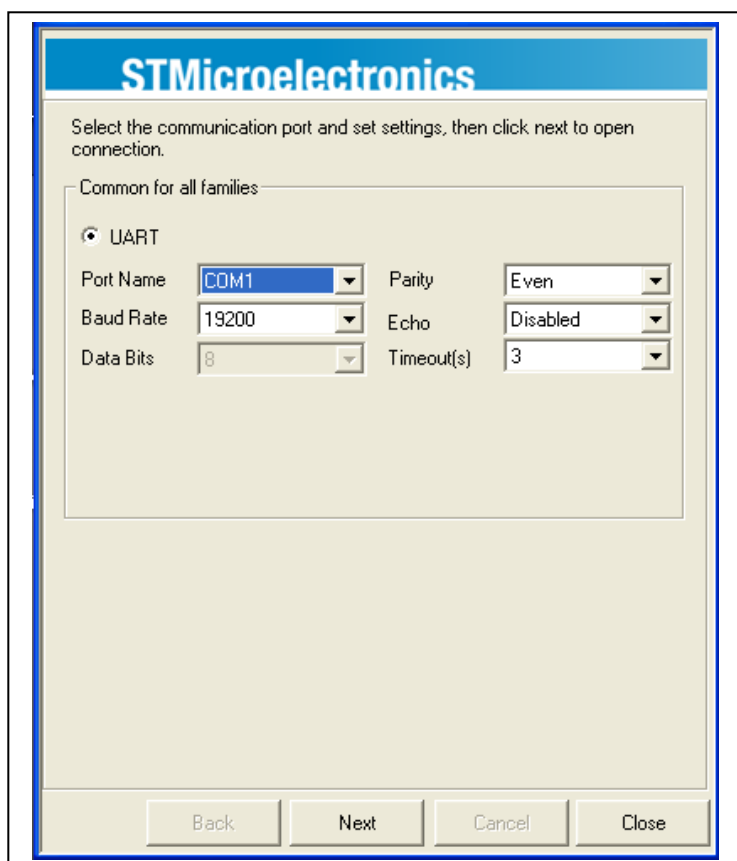 STMicroelectronics
Select the communication port and set settings, then click next to open
connection.
Common for all families
UART
Port Name COM1 Parity Even
Baud Rate 19200 Echo Disabled
Data Bits 8 Timeout(s) 3
Back Next Cancel Close